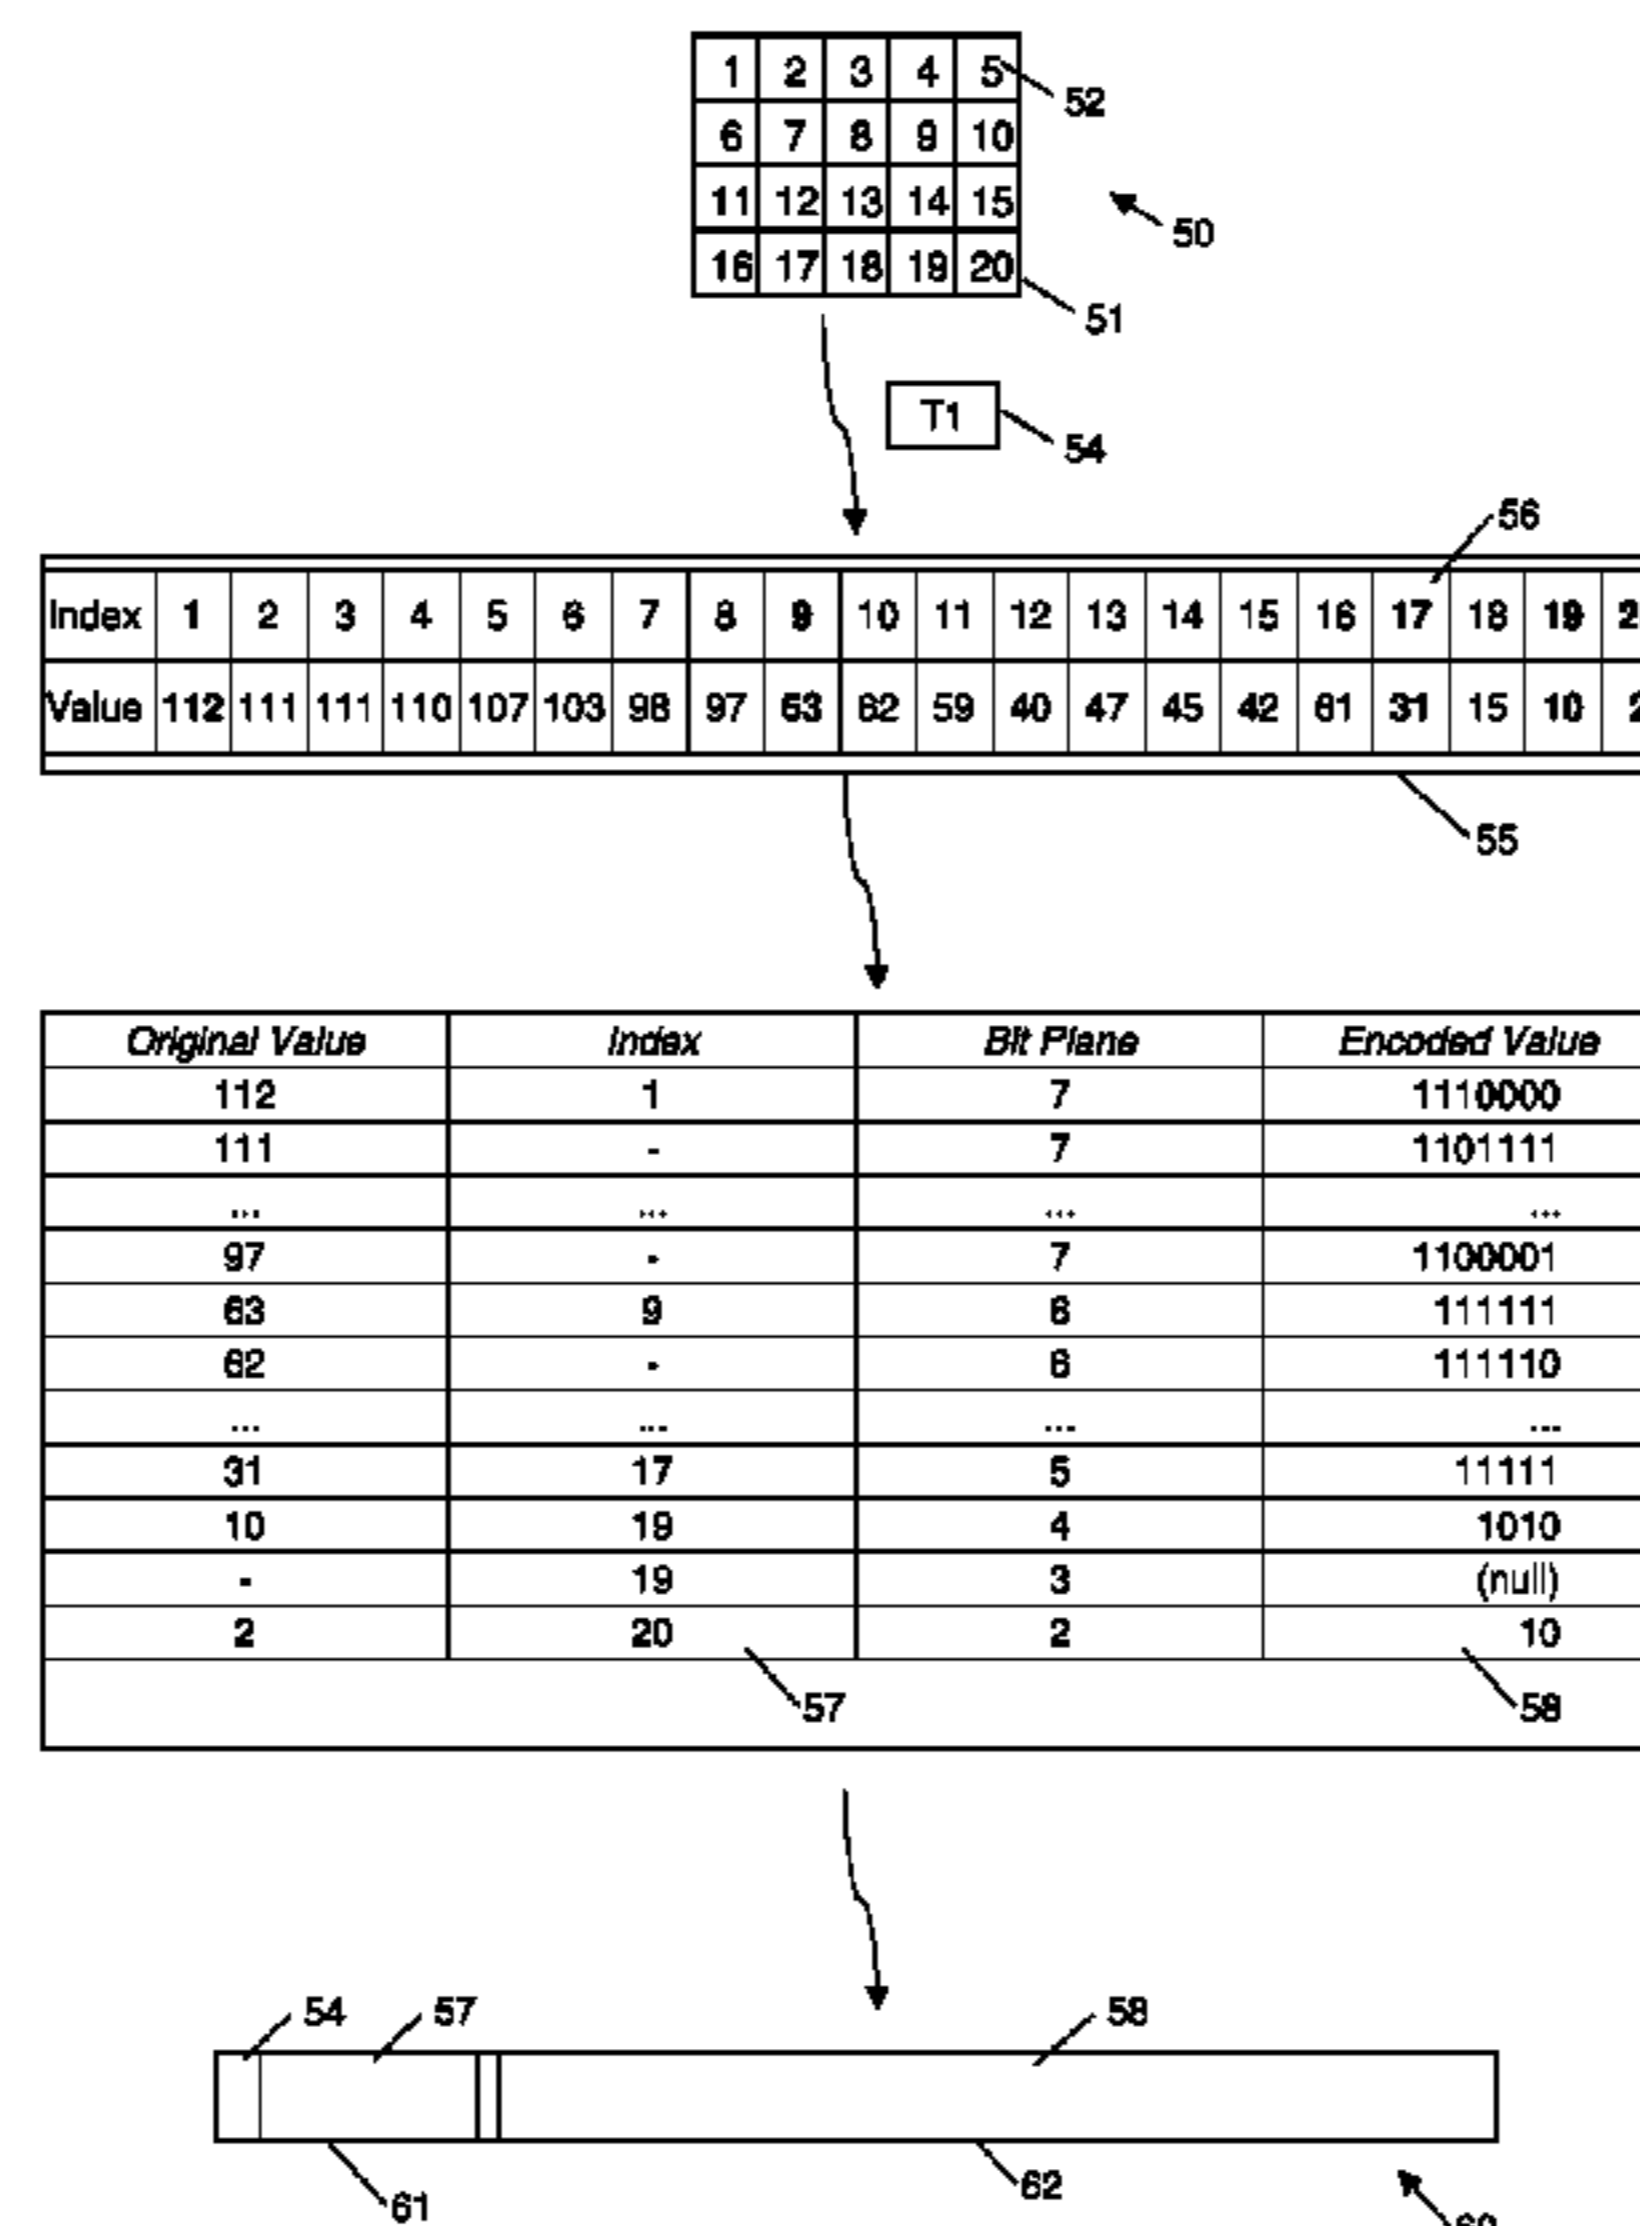 1 2 3 4 5
52
6 7 8 9 10
11 12 13 14 15
50
16 17 18 19 20
51
T1
54
56
Index 1 2 3 4 5 6 7 8 9 10 11 12 13 14 15 16 17 18 19
Value 112 111 111 110 107 103 98 97 63 62 59 40 47 45 42 61 31 15 10 2
55
Original Value Index Bit Plane Encoded Value
112 1 7 1110000
111 - 7 1101111
... ... ... ...
97 - 7 1100001
63 9 6 111111
62 - 6 111110
... ... ... ...
31 17 5 11111
10 19 4 1010
- 19 3 (null)
2 20 2 10
57 58
54 57 58
61 62